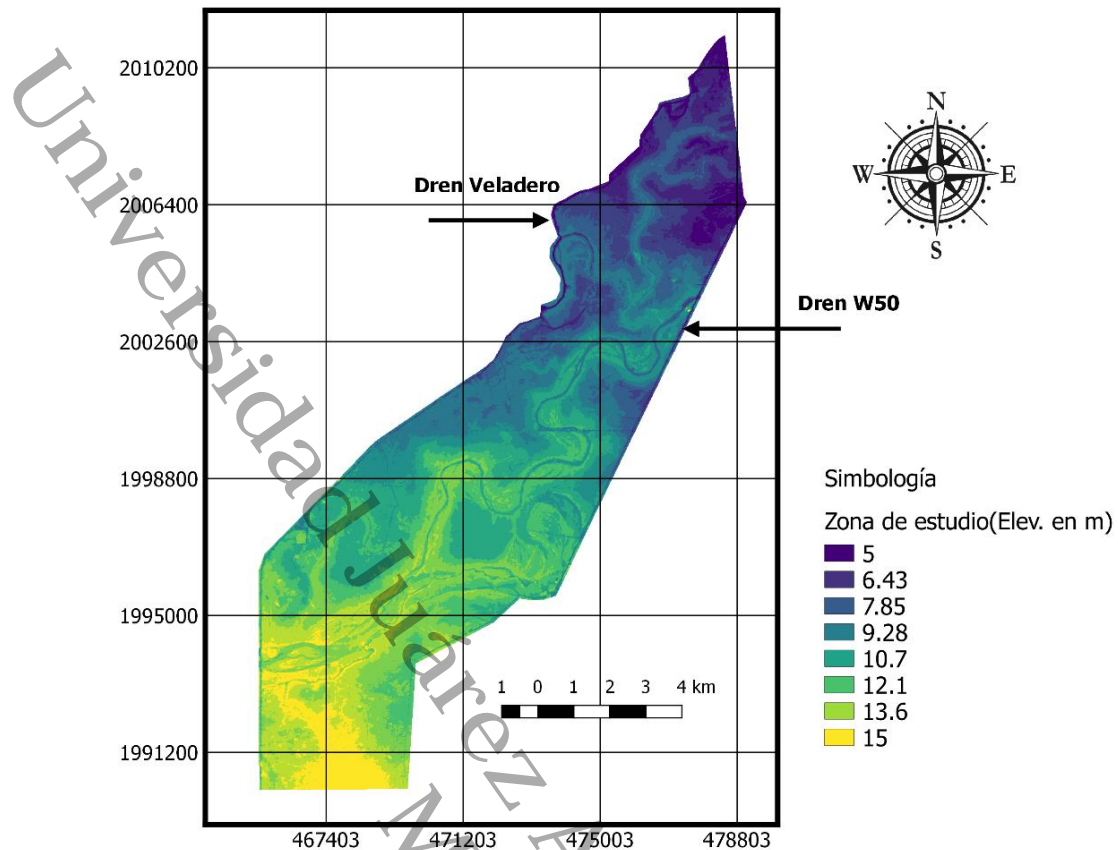 2010200
2006400
2002600
1998800
1995000
1991200
467403
471203
475003
478803
Dren Veladero
Dren W50
N
W
E
S
1 0 1 2 3 4 km
Simbología
Zona de estudio(Elev. en m)
5
6.43
7.85
9.28
10.7
12.1
13.6
15
Universidad Juárez A
M